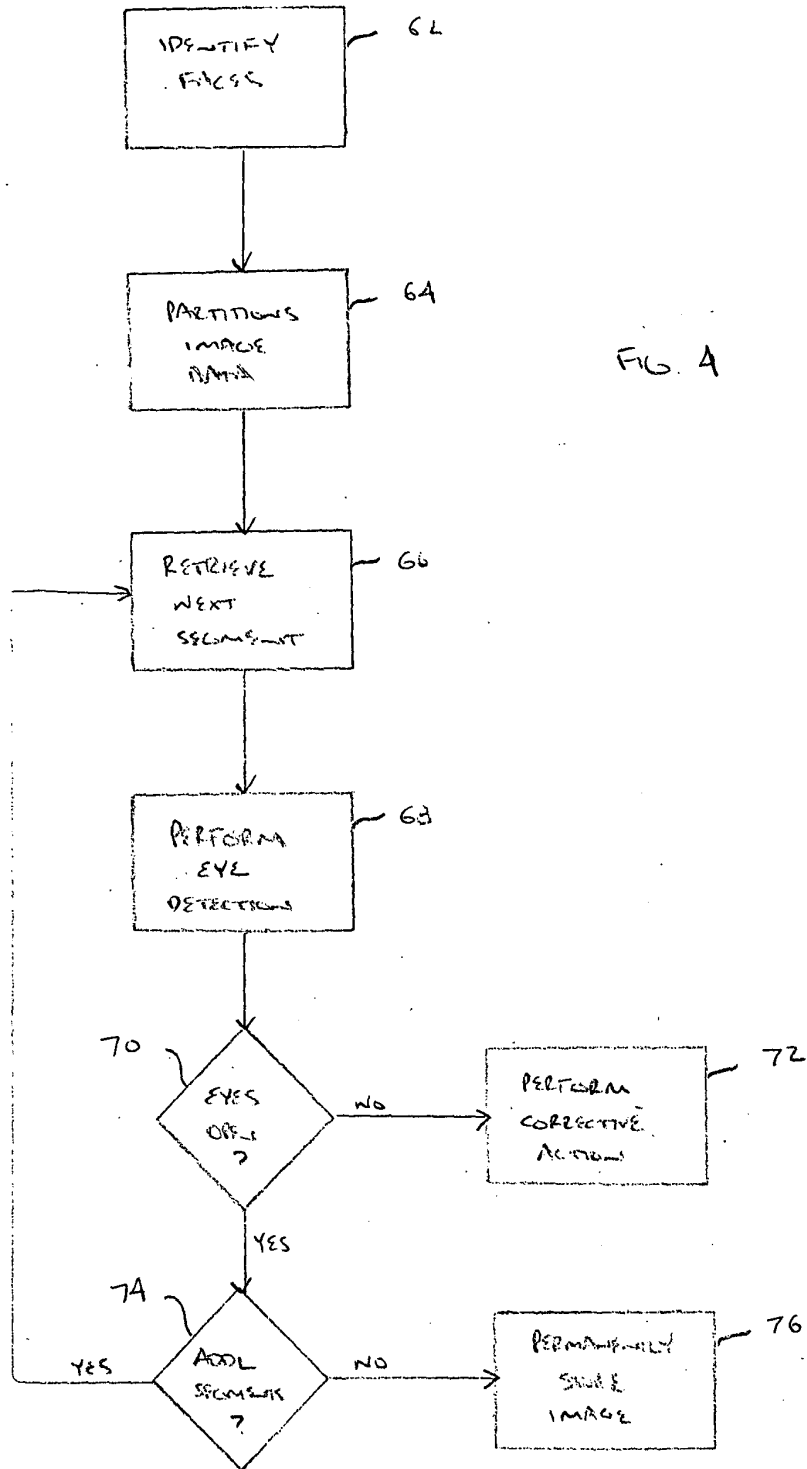 IDENTIFY
FACES
62
PARTITIONS
IMAGE
DATA
64
FIG. 4
RETRIEVE
NEXT
SEGMENT
66
PERFORM
EYE
DETECTION
68
70
EYES
OPEN
?
NO
PERFORM
CORRECTIVE
ACTION
72
YES
74
ADDL
SEGMENTS
?
YES
NO
PERMANENTLY
STORE
IMAGE
76